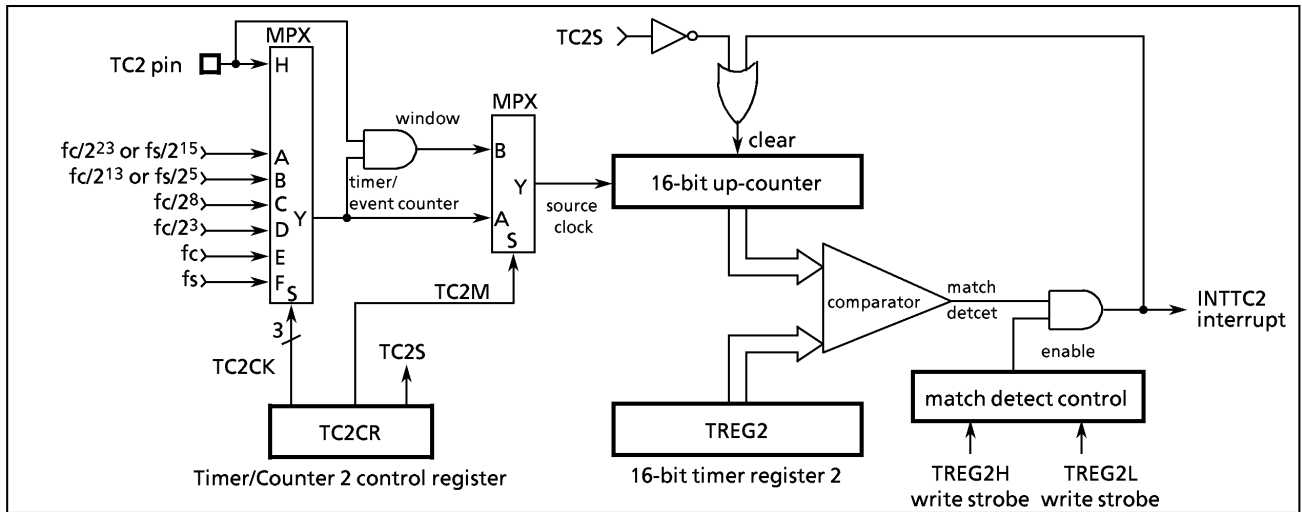 MPX
TC2 pin
H
fc/2²³ or fs/2¹⁵
A
fc/2¹³ or fs/2⁵
B
fc/2⁸
C
fc/2³
D
fc
E
fs
F
Y
S
3
TC2CK
window
timer/
event counter
MPX
B
Y
A
S
TC2M
TC2S
TC2CR
Timer/Counter 2 control register
source
clock
TC2S
clear
16-bit up-counter
comparator
match
detcet
enable
INTTC2
interrupt
match detect control
TREG2H
write strobe
TREG2L
write strobe
TREG2
16-bit timer register 2